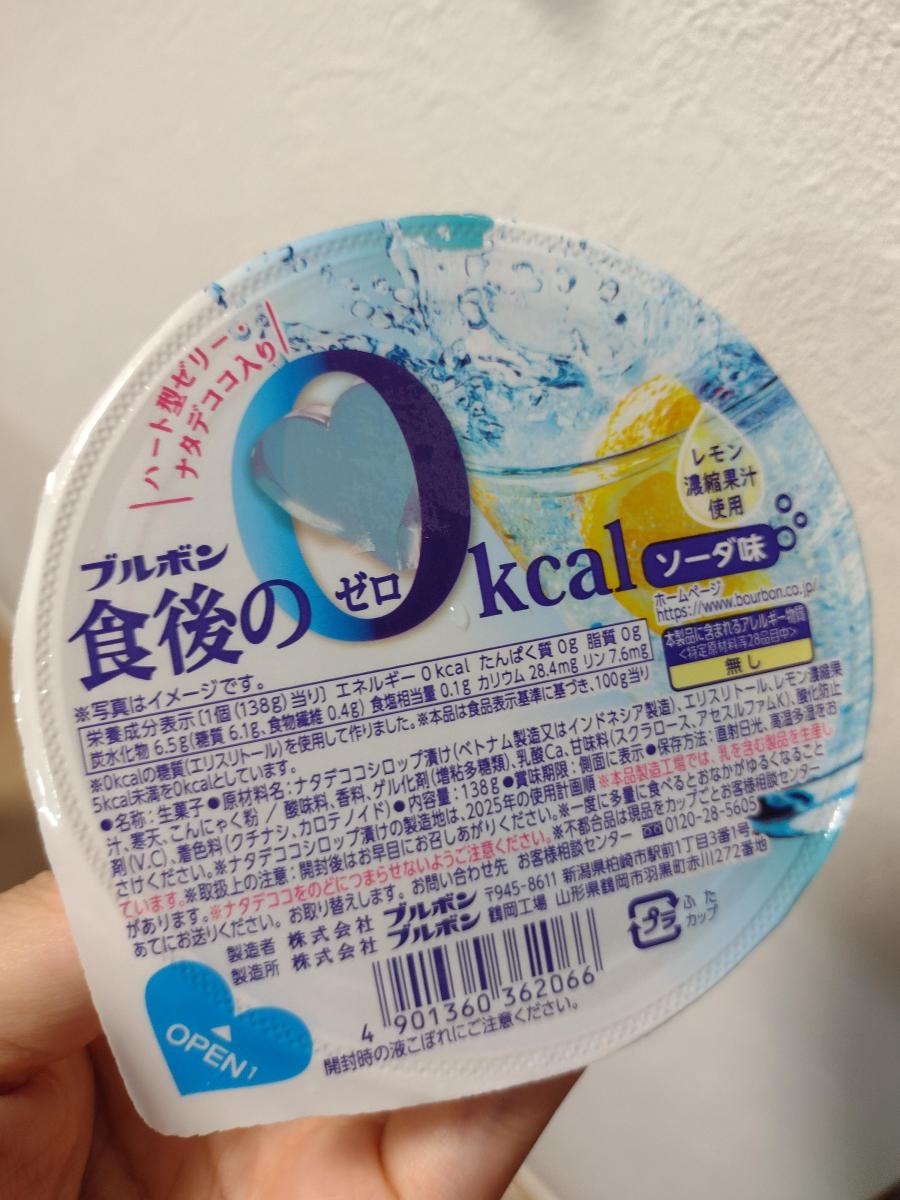 ハート型ゼリー・
ナタデココ入り
レモン
濃縮果汁
使用
ブルボン
食後の0kcal
ゼロ
ソーダ味
ホームページ
https://www.bourbon.co.jp/
本製品に含まれるアレルギー物質
<特定原材料等28品目中>
無し
※写真はイメージです。
栄養成分表示〔1個(138g)当り〕 エネルギー 0kcal たんぱく質 0g 脂質 0g
炭水化物 6.5g(糖質 6.1g、食物繊維 0.4g) 食塩相当量 0.1g カリウム 28.4mg リン 7.6mg
※0kcalの糖質(エリスリトール)を使用して作りました。※本品は食品表示基準に基づき、100g当り
5kcal未満を0kcalとしています。
●名称:生菓子●原材料名:ナタデココシロップ漬け(ベトナム製造又はインドネシア製造)、エリスリトール、レモン濃縮果
汁、寒天、こんにゃく粉 / 酸味料、香料、ゲル化剤(増粘多糖類)、乳酸Ca、甘味料(スクラロース、アセスルファムK)、酸化防止
剤(V.C)、着色料(クチナシ、カロテノイド)●内容量:138g●賞味期限:側面に表示●保存方法:直射日光、高温多湿をお
さけください。※ナタデココシロップ漬けの製造地は、2025年の使用計画順※本品製造工場では、乳を含む製品を生産し
ています。※取扱上の注意:開封後はお早目にお召しあがりください。※一度に多量に食べるとおなかがゆるくなること
があります。※ナタデココをのどにつまらせないようご注意ください。※不都合品は現品をカップごとお客様相談センター
あてにお送りください。お取り替えします。お問い合わせ先 お客様相談センター 0120-28-5605
製造者 株式会社 ブルボン 〒945-8611 新潟県柏崎市駅前1丁目3番1号
製造所 株式会社 ブルボン 鶴岡工場 山形県鶴岡市羽黒町赤川272番地
プラ
ふた
カップ
4 901360 362066
開封時の液こぼれにご注意ください。
OPEN!